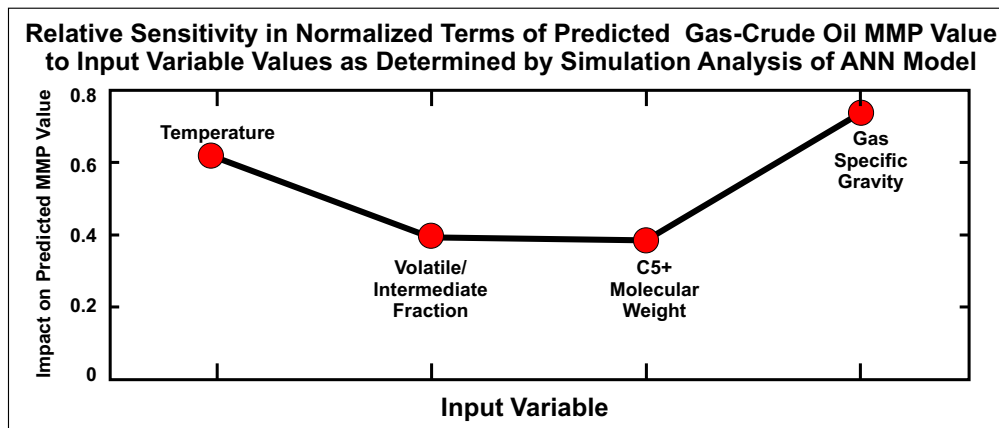 Relative Sensitivity in Normalized Terms of Predicted Gas-Crude Oil MMP Value
to Input Variable Values as Determined by Simulation Analysis of ANN Model
Impact on Predicted MMP Value
0.8
0.6
0.4
0.2
0
Temperature
Volatile/
Intermediate
Fraction
C5+
Molecular
Weight
Gas
Specific
Gravity
Input Variable